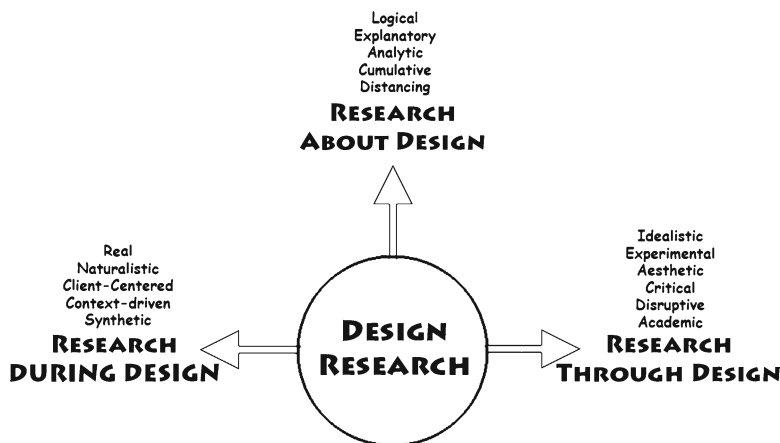 Logical
Explanatory
Analytic
Cumulative
Distancing
RESEARCH
ABOUT DESIGN
Real
Naturalistic
Client-Centered
Context-driven
Synthetic
RESEARCH
DURING DESIGN
DESIGN
RESEARCH
Idealistic
Experimental
Aesthetic
Critical
Disruptive
Academic
RESEARCH
THROUGH DESIGN